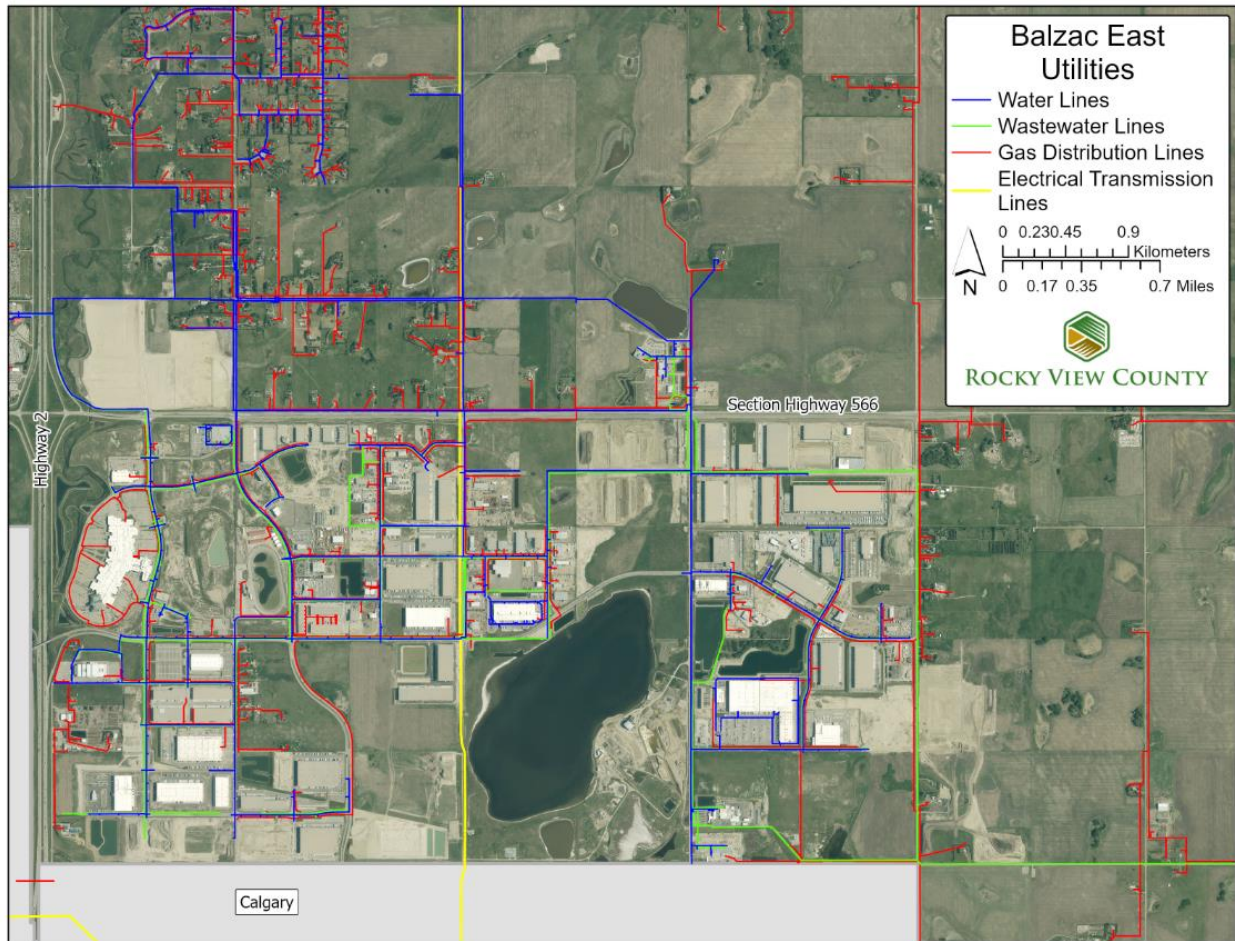 Balzac East
Utilities
Water Lines
Wastewater Lines
Gas Distribution Lines
Electrical Transmission
Lines
0 0.230.45 0.9
Kilometers
0 0.17 0.35 0.7 Miles
N
ROCKY VIEW COUNTY
Section Highway 566
Highway 2
Calgary